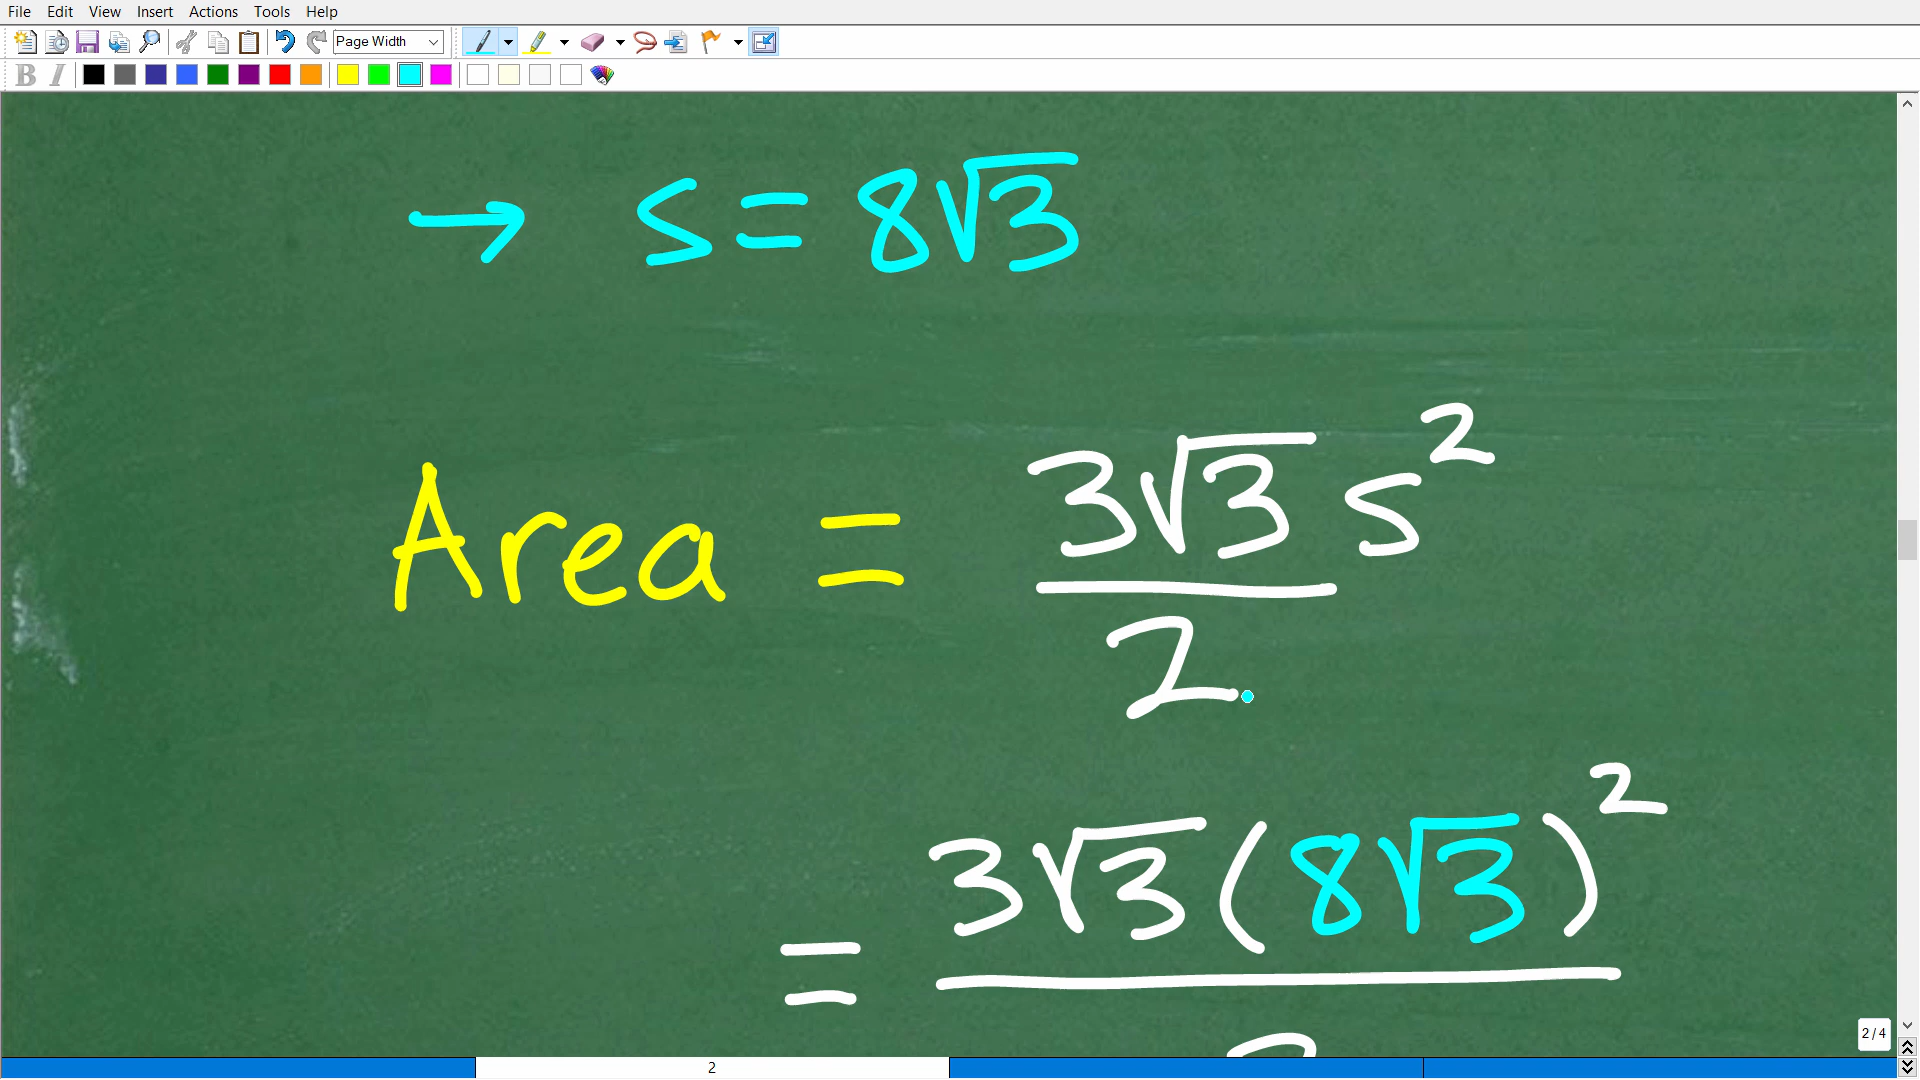 File Edit View Insert Actions Tools Help
Page Width
B I
→ s = 8√3
Area = 3√3 s²
2
= 3√3 (8√3)²
2 / 4
2